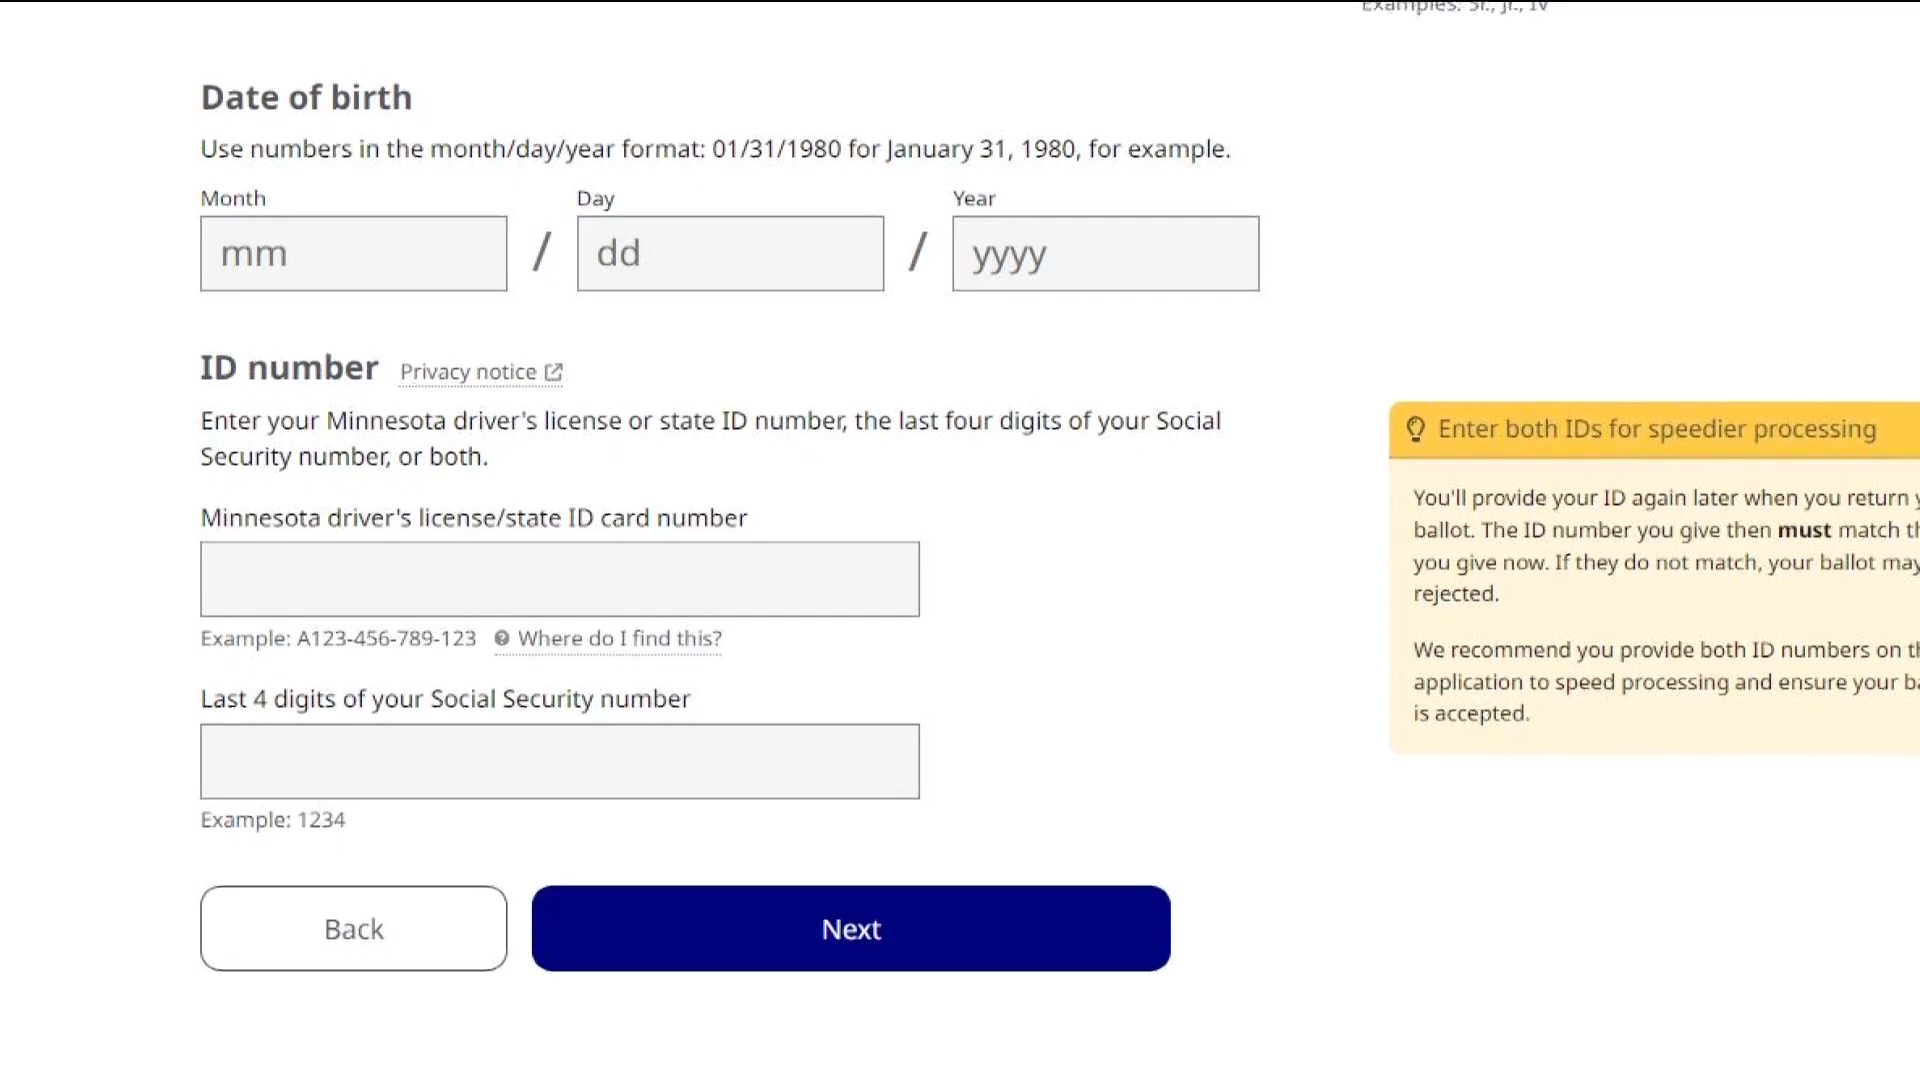 Examples: Sr., Jr., IV
Date of birth
Use numbers in the month/day/year format: 01/31/1980 for January 31, 1980, for example.
Month
Day
Year
mm / dd / yyyy
ID number Privacy notice
Enter your Minnesota driver's license or state ID number, the last four digits of your Social
Security number, or both.
Minnesota driver's license/state ID card number
Example: A123-456-789-123 Where do I find this?
Last 4 digits of your Social Security number
Example: 1234
Back
Next
Enter both IDs for speedier processing
You'll provide your ID again later when you return
ballot. The ID number you give then must match
you give now. If they do not match, your ballot may
rejected.
We recommend you provide both ID numbers on
application to speed processing and ensure your
is accepted.